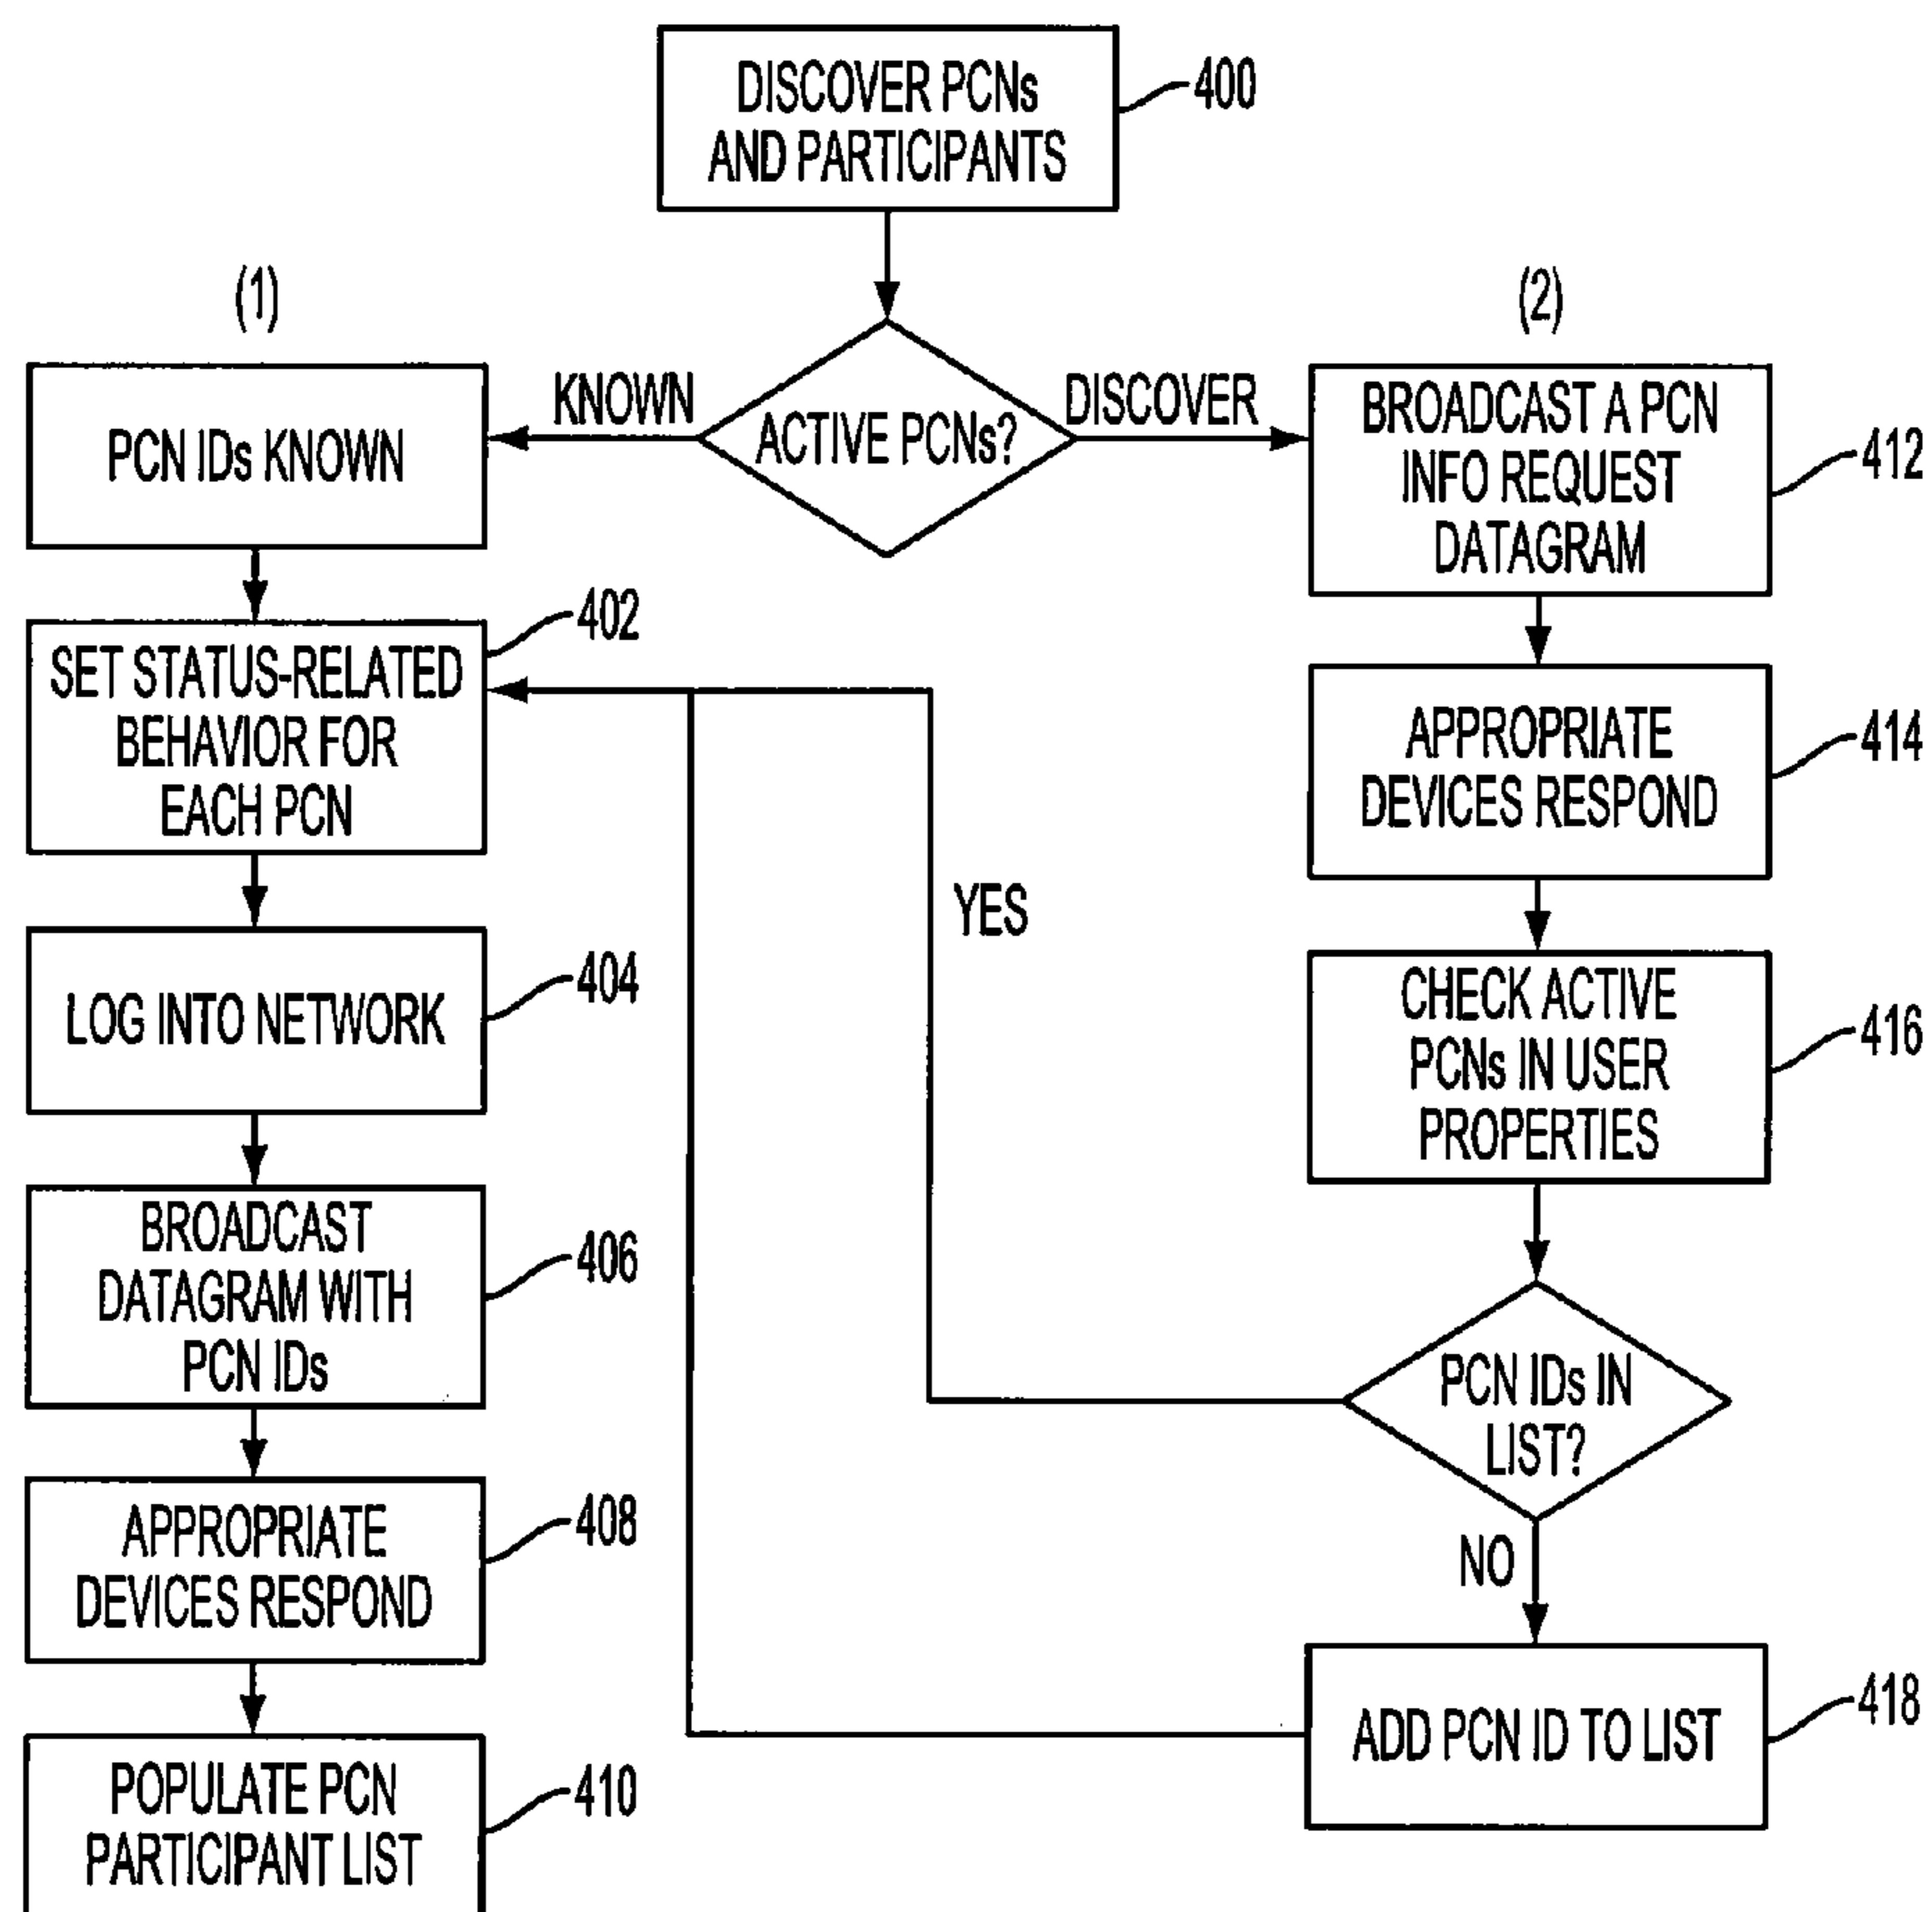 DISCOVER PCNs
AND PARTICIPANTS
400
(1)
(2)
KNOWN
ACTIVE PCNs?
DISCOVER
PCN IDs KNOWN
BROADCAST A PCN
INFO REQUEST
DATAGRAM
412
SET STATUS-RELATED
BEHAVIOR FOR
EACH PCN
402
APPROPRIATE
DEVICES RESPOND
414
YES
LOG INTO NETWORK
404
CHECK ACTIVE
PCNs IN USER
PROPERTIES
416
BROADCAST
DATAGRAM WITH
PCN IDs
406
PCN IDs IN
LIST?
NO
APPROPRIATE
DEVICES RESPOND
408
ADD PCN ID TO LIST
418
POPULATE PCN
PARTICIPANT LIST
410